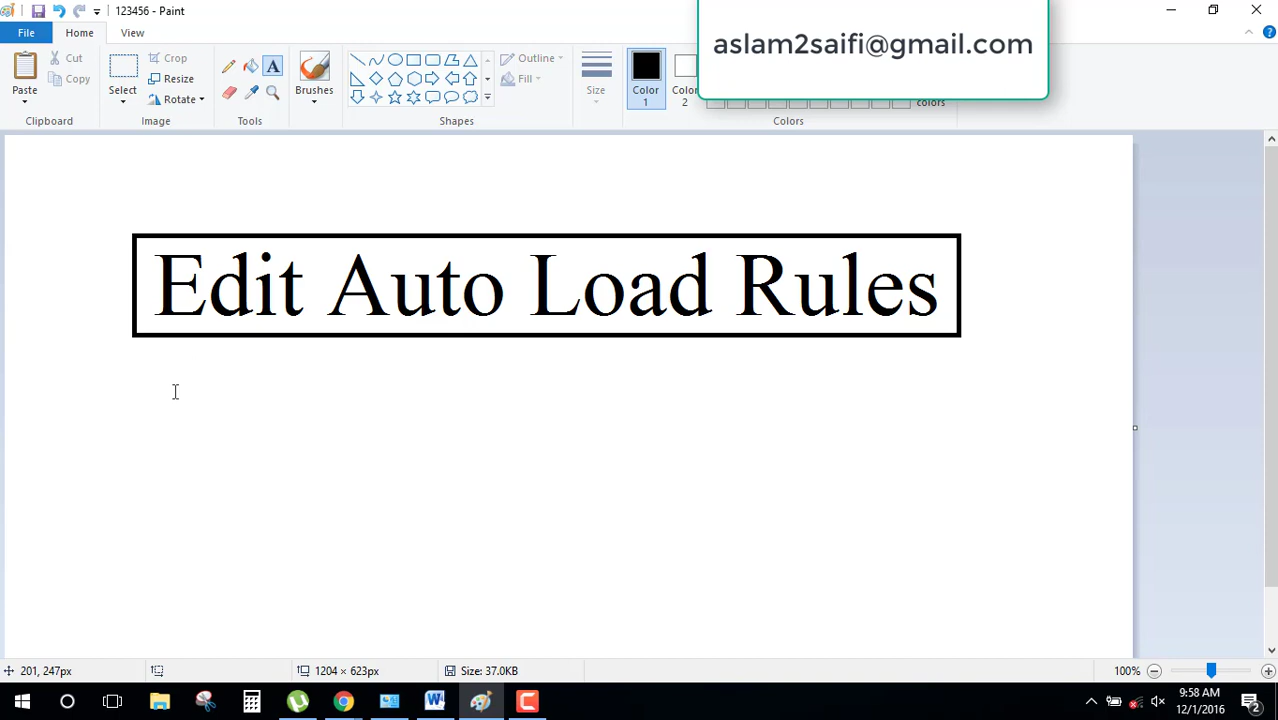 123456 - Paint
aslam2saifi@gmail.com
File
Home
View
Paste
Cut
Copy
Clipboard
Select
Crop
Resize
Rotate
Image
Tools
Brushes
Shapes
Outline
Fill
Size
Color
1
Color
2
colors
Colors
Edit Auto Load Rules
201, 247px
1204 × 623px
Size: 37.0KB
100%
9:58 AM
12/1/2016
2